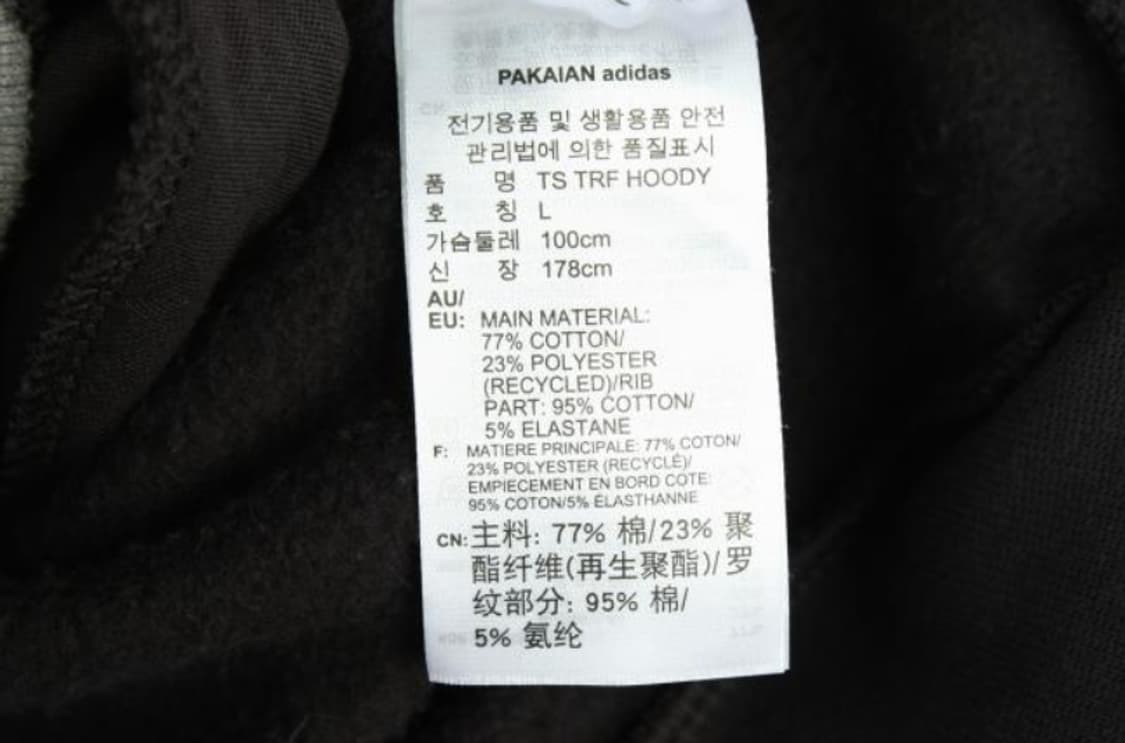 PAKAIAN adidas
전기용품 및 생활용품 안전
관리법에 의한 품질표시
품 명 TS TRF HOODY
호 칭 L
가슴둘레 100cm
신 장 178cm
AU/
EU: MAIN MATERIAL:
77% COTTON/
23% POLYESTER
(RECYCLED)/RIB
PART: 95% COTTON/
5% ELASTANE
F: MATIERE PRINCIPALE: 77% COTON/
23% POLYESTER (RECYCLÉ)/
EMPIECEMENT EN BORD COTE:
95% COTON/5% ÉLASTHANNE
CN: 主料: 77% 棉/23% 聚
酯纤维(再生聚酯)/罗
纹部分: 95% 棉/
5% 氨纶